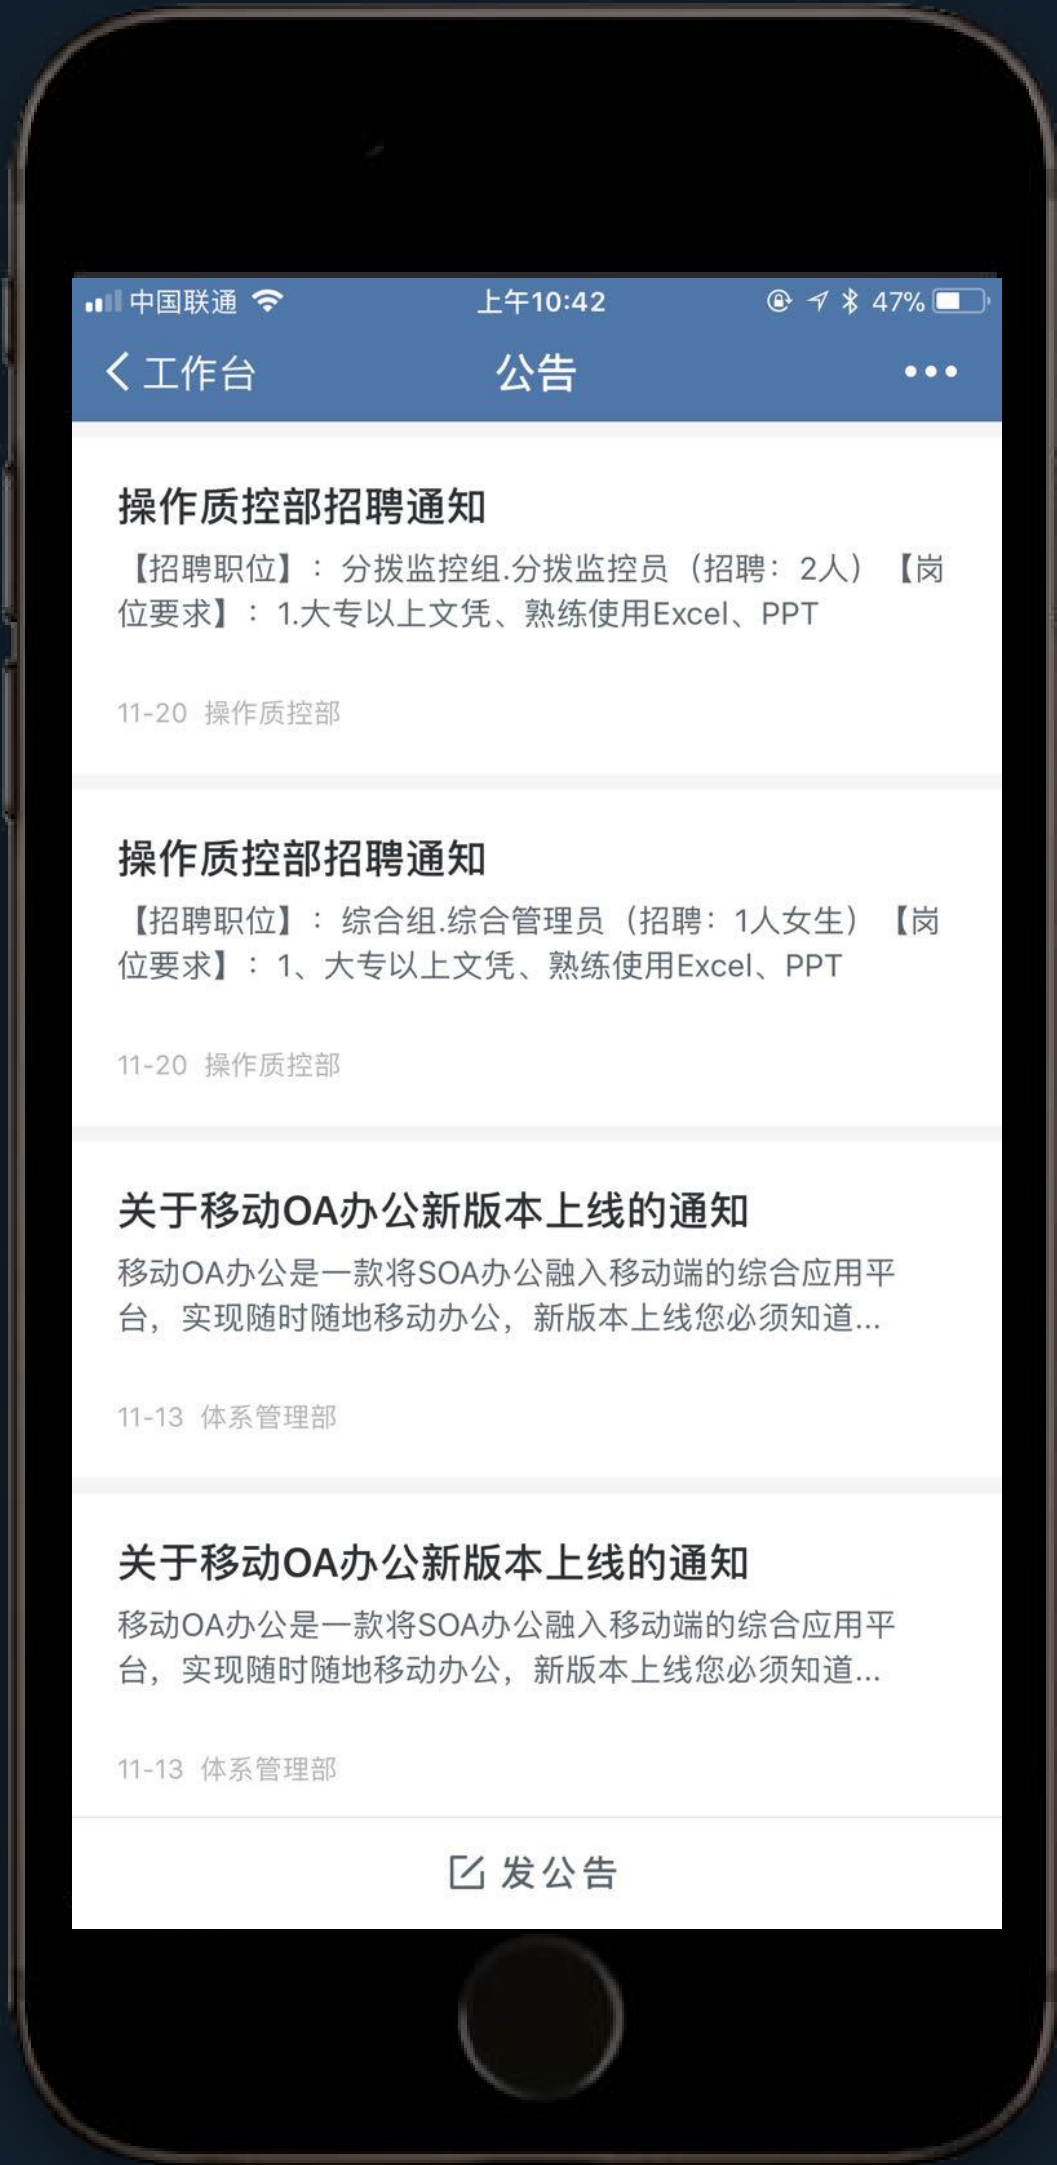 中国联通
上午10:42
47%
工作台
公告
操作质控部招聘通知
【招聘职位】：分拨监控组.分拨监控员（招聘：2人）【岗
位要求】：1.大专以上文凭、熟练使用Excel、PPT
11-20 操作质控部
操作质控部招聘通知
【招聘职位】：综合组.综合管理员（招聘：1人女生）【岗
位要求】：1、大专以上文凭、熟练使用Excel、PPT
11-20 操作质控部
关于移动OA办公新版本上线的通知
移动OA办公是一款将SOA办公融入移动端的综合应用平
台，实现随时随地移动办公，新版本上线您必须知道...
11-13 体系管理部
关于移动OA办公新版本上线的通知
移动OA办公是一款将SOA办公融入移动端的综合应用平
台，实现随时随地移动办公，新版本上线您必须知道...
11-13 体系管理部
发公告